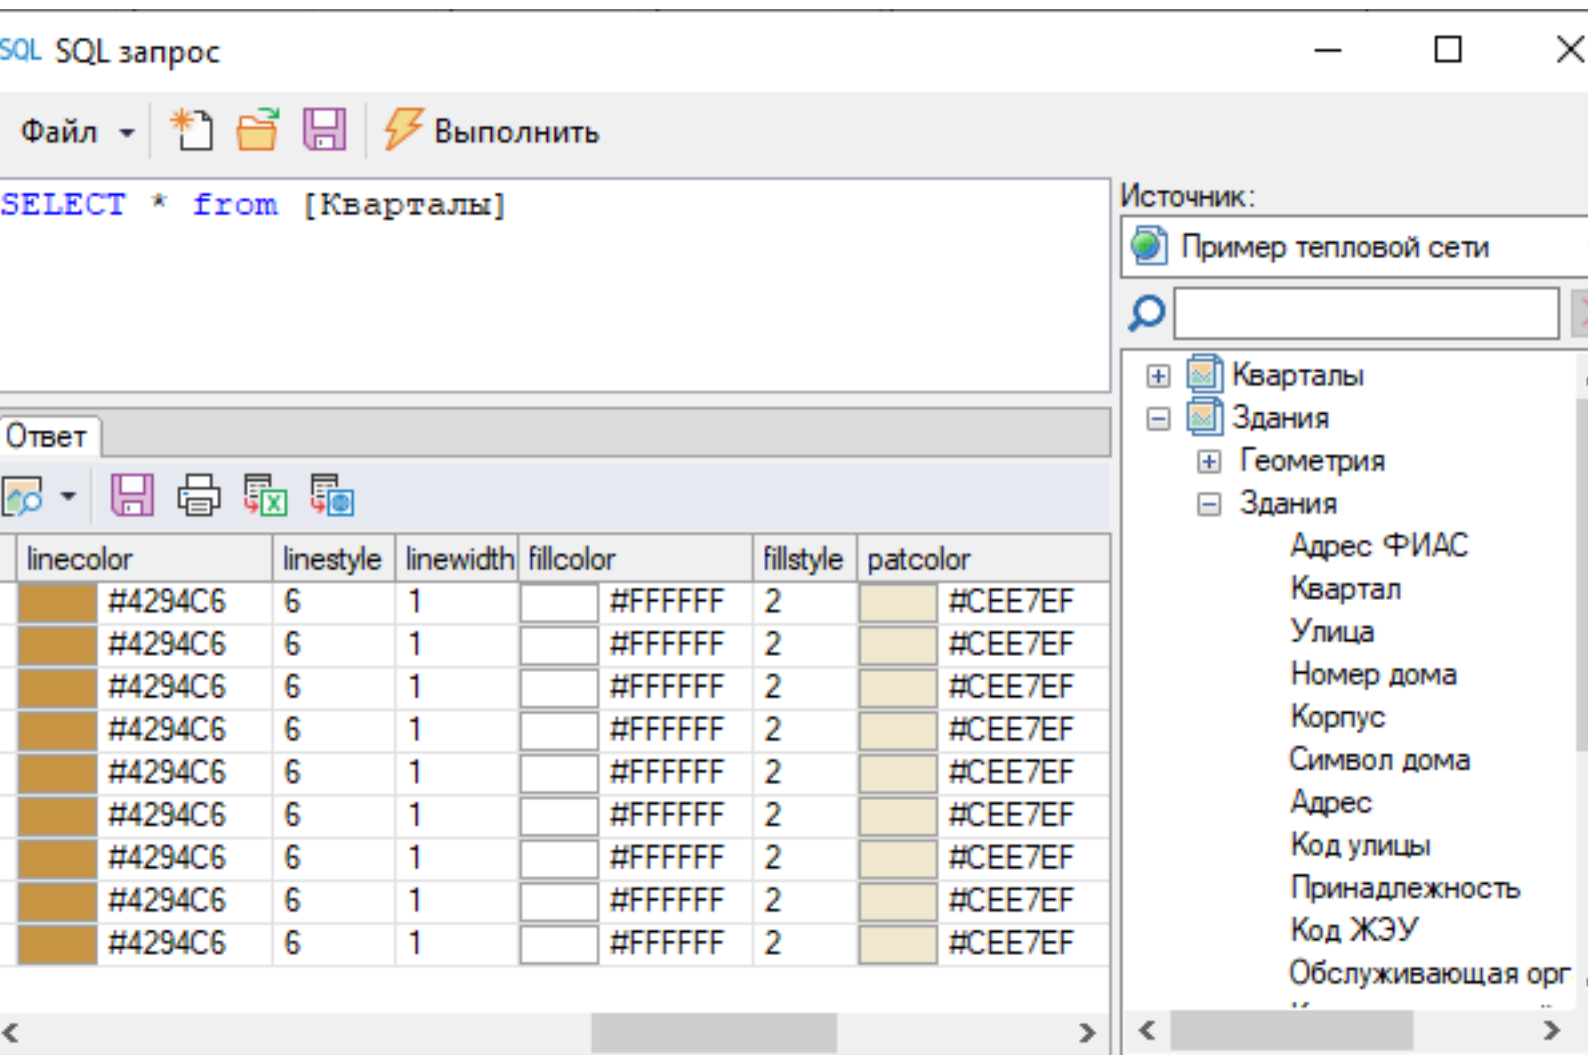 SQL SQL запрос
Файл Выполнить
SELECT * from [Кварталы]
Источник:
Пример тепловой сети
Кварталы
Здания
Геометрия
Здания
Адрес ФИАС
Квартал
Улица
Номер дома
Корпус
Символ дома
Адрес
Код улицы
Принадлежность
Код ЖЭУ
Обслуживающая орг
Ответ
linecolor linestyle linewidth fillcolor fillstyle patcolor
#4294C6 6 1 #FFFFFF 2 #CEE7EF
#4294C6 6 1 #FFFFFF 2 #CEE7EF
#4294C6 6 1 #FFFFFF 2 #CEE7EF
#4294C6 6 1 #FFFFFF 2 #CEE7EF
#4294C6 6 1 #FFFFFF 2 #CEE7EF
#4294C6 6 1 #FFFFFF 2 #CEE7EF
#4294C6 6 1 #FFFFFF 2 #CEE7EF
#4294C6 6 1 #FFFFFF 2 #CEE7EF
#4294C6 6 1 #FFFFFF 2 #CEE7EF